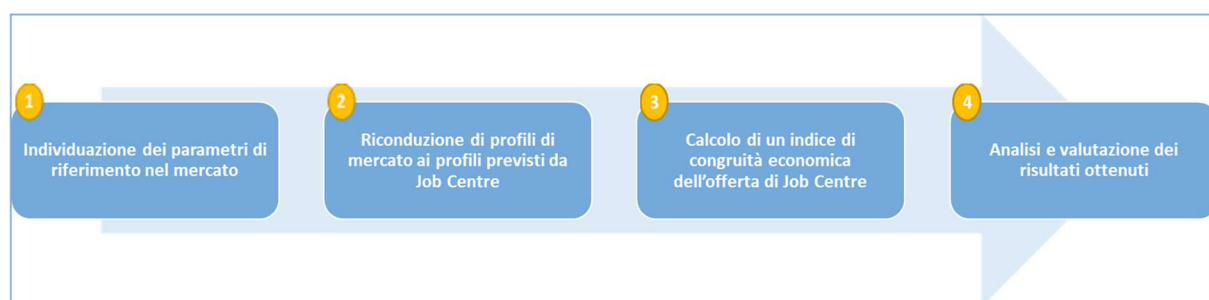 1
Individuazione dei parametri di
riferimento nel mercato
2
Riconduzione di profili di
mercato ai profili previsti da
Job Centre
3
Calcolo di un indice di
congruità economica
dell’offerta di Job Centre
4
Analisi e valutazione dei
risultati ottenuti